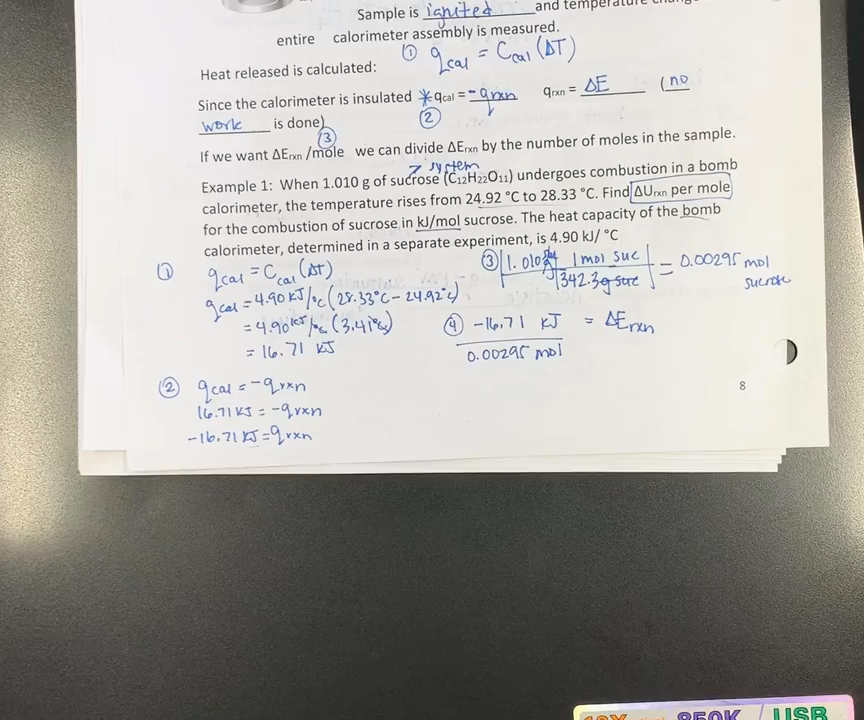 Sample is ignited and temperature chang
entire calorimeter assembly is measured.
Heat released is calculated: ① qcal = Ccal (ΔT)
Since the calorimeter is insulated *qcal = -qrxn qrxn = ΔE (no
work is done) ②
③
If we want ΔErxn /mole we can divide ΔErxn by the number of moles in the sample.
system
Example 1: When 1.010 g of sucrose (C12H22O11) undergoes combustion in a bomb
calorimeter, the temperature rises from 24.92 °C to 28.33 °C. Find ΔUrxn per mole
for the combustion of sucrose in kJ/mol sucrose. The heat capacity of the bomb
calorimeter, determined in a separate experiment, is 4.90 kJ/ °C
① qcal = Ccal (ΔT)
qcal = 4.90 KJ/°C (28.33°C - 24.92°C)
= 4.90 KJ/°C (3.41°C)
= 16.71 KJ
② qcal = -qrxn
16.71 KJ = -qrxn
-16.71 KJ = qrxn
③ 1.010 g 1 mol suc = 0.00295 mol
342.3 g suc sucrose
④ -16.71 KJ = ΔErxn
0.00295 mol
8
850K / USB